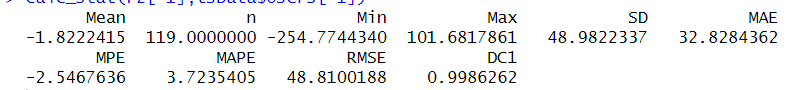 Mean n Min Max SD MAE
-1.8222415 119.0000000 -254.7744340 101.6817861 48.9822337 32.8284362
MPE MAPE RMSE DC1
-2.5467636 3.7235405 48.8100188 0.9986262